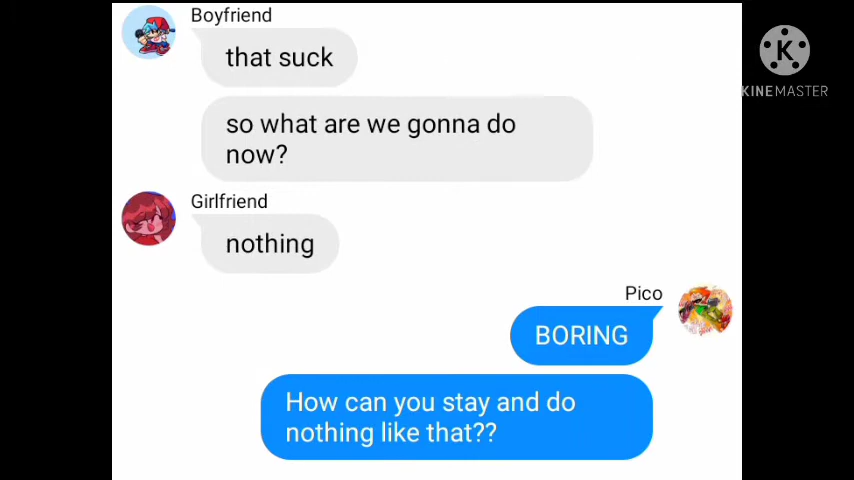 Boyfriend
that suck
so what are we gonna do
now?
Girlfriend
nothing
Pico
BORING
How can you stay and do
nothing like that??
K
KINEMASTER